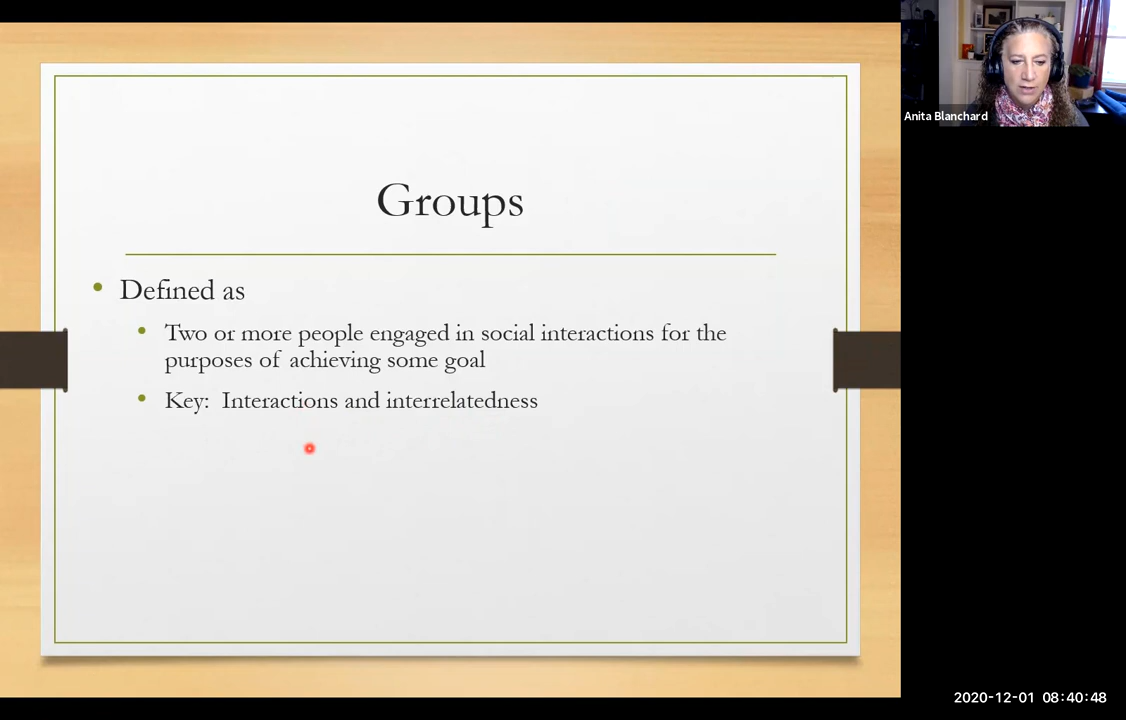 Groups
• Defined as
• Two or more people engaged in social interactions for the
purposes of achieving some goal
• Key: Interactions and interrelatedness
Anita Blanchard
2020-12-01 08:40:48